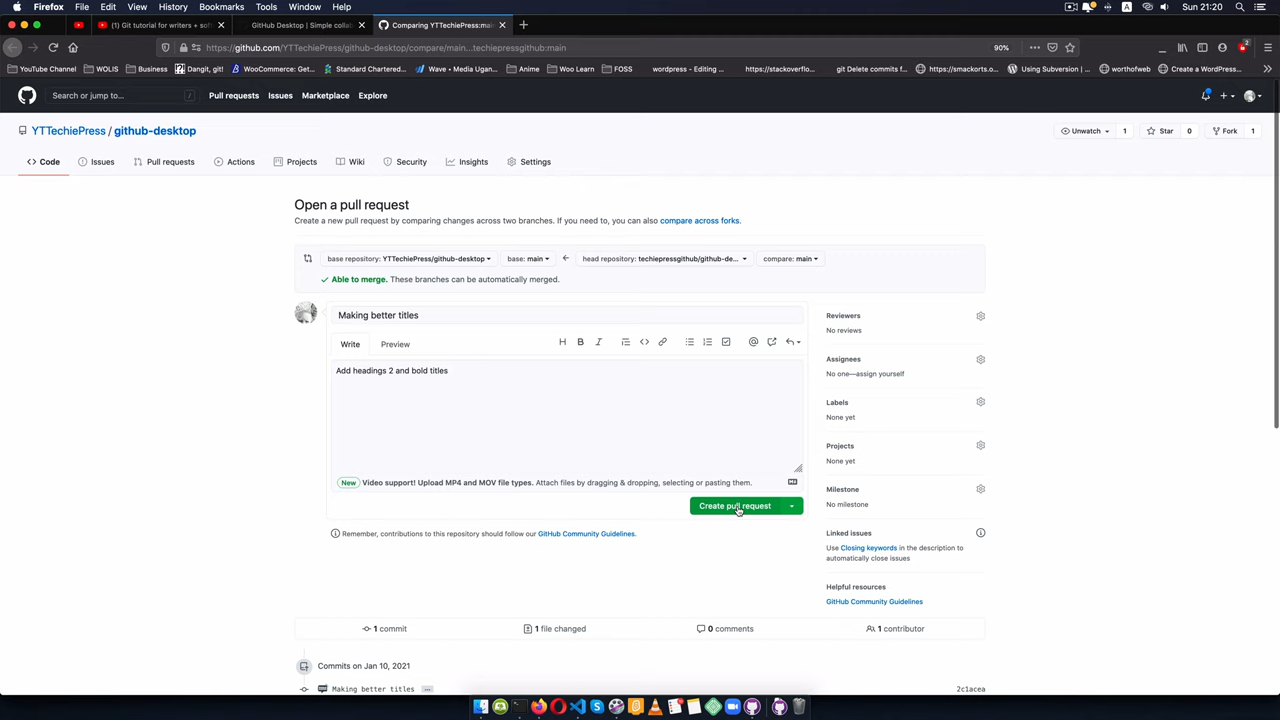 Firefox File Edit View History Bookmarks Tools Window Help Sun 21:20
(1) Git tutorial for writers + sof
GitHub Desktop | Simple collab
Comparing YTTechiePress:main
https://github.com/YTTechiePress/github-desktop/compare/main...techiepressgithub:main 90%
YouTube Channel WOLIS Business Dangit, git! WooCommerce: Get... Standard Chartered... Wave • Media Ugan... Anime Woo Learn FOSS wordpress - Editing ... https://stackoverflo... git Delete commits f... https://smackorts.o... Using Subversion (... worthofweb Create a WordPress...
Search or jump to... / Pull requests Issues Marketplace Explore
YTTechiePress / github-desktop Unwatch 1 Star 0 Fork 1
Code Issues Pull requests Actions Projects Wiki Security Insights Settings
Open a pull request
Create a new pull request by comparing changes across two branches. If you need to, you can also compare across forks.
base repository: YTTechiePress/github-desktop base: main head repository: techiepressgithub/github-de... compare: main
Able to merge. These branches can be automatically merged.
Making better titles
Write Preview
Add headings 2 and bold titles
New Video support! Upload MP4 and MOV file types. Attach files by dragging & dropping, selecting or pasting them.
Create pull request
Remember, contributions to this repository should follow our GitHub Community Guidelines.
Reviewers
No reviews
Assignees
No one—assign yourself
Labels
None yet
Projects
None yet
Milestone
No milestone
Linked issues
Use Closing keywords in the description to
automatically close issues
Helpful resources
GitHub Community Guidelines
1 commit 1 file changed 0 comments 1 contributor
Commits on Jan 10, 2021
Making better titles ... 2c1acea